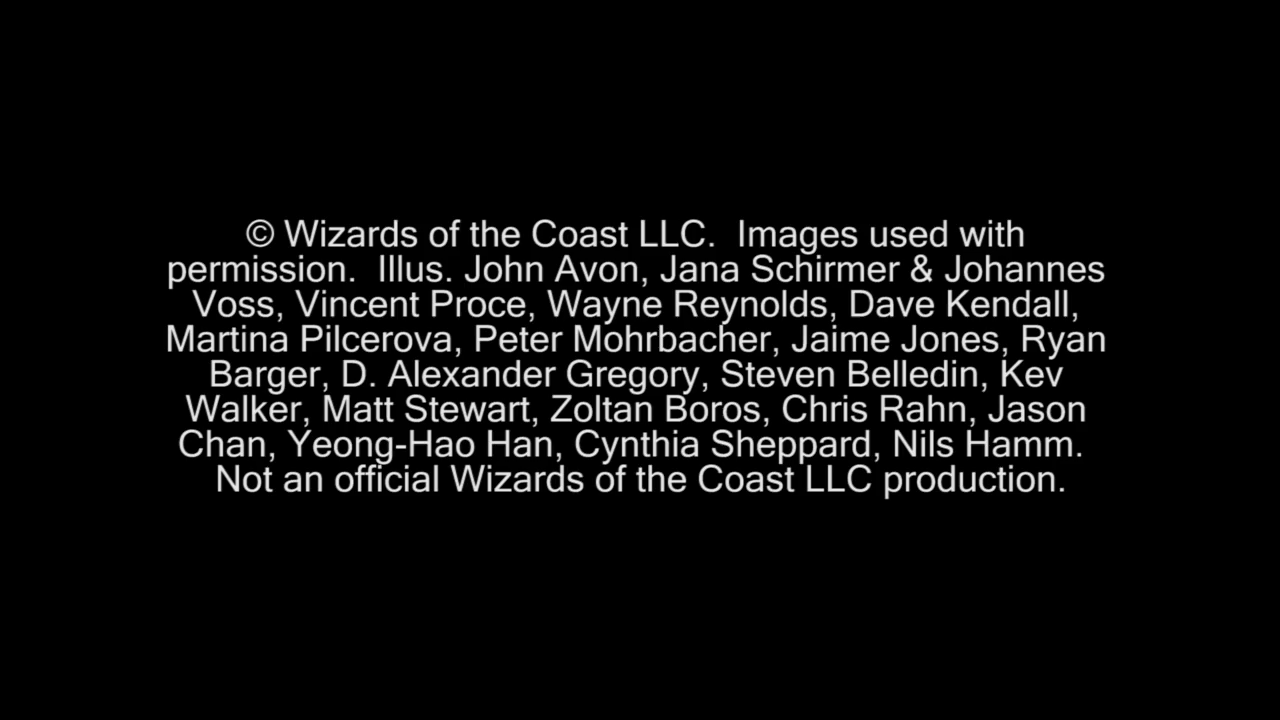 © Wizards of the Coast LLC.  Images used with
permission.  Illus. John Avon, Jana Schirmer & Johannes
Voss, Vincent Proce, Wayne Reynolds, Dave Kendall,
Martina Pilcerova, Peter Mohrbacher, Jaime Jones, Ryan
Barger, D. Alexander Gregory, Steven Belledin, Kev
Walker, Matt Stewart, Zoltan Boros, Chris Rahn, Jason
Chan, Yeong-Hao Han, Cynthia Sheppard, Nils Hamm.
Not an official Wizards of the Coast LLC production.